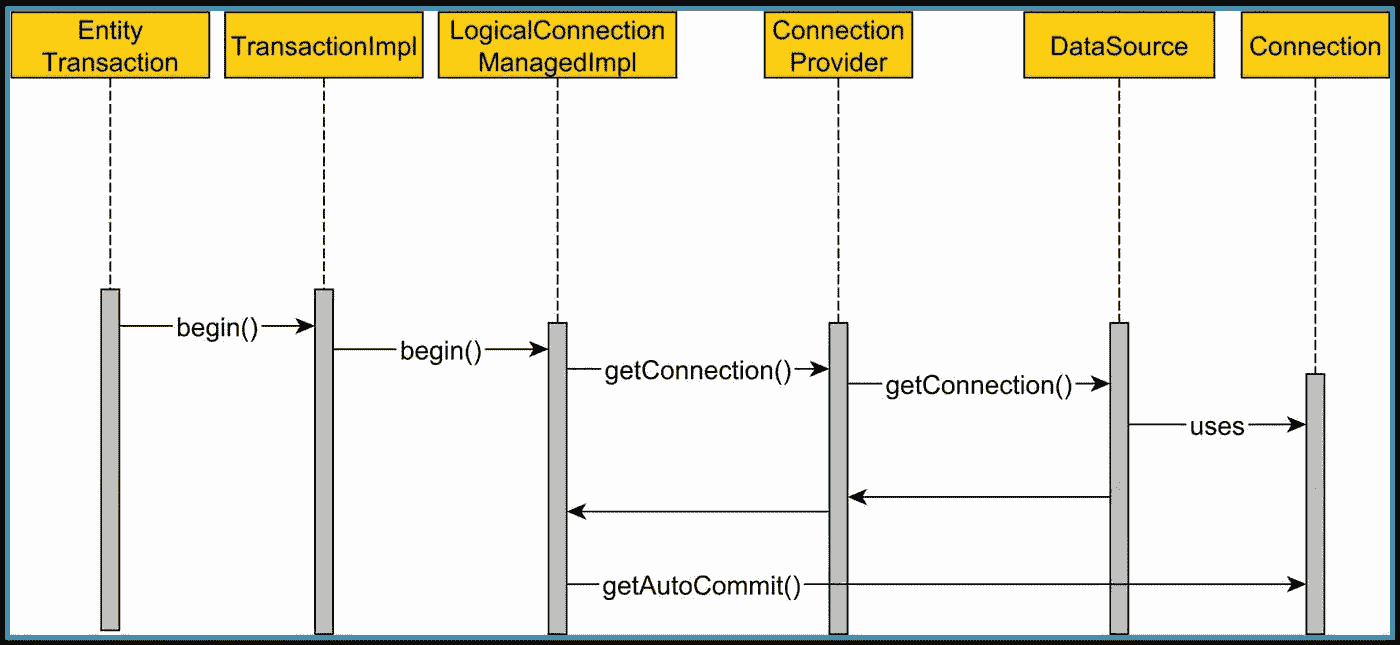 Entity
Transaction
TransactionImpl
LogicalConnection
ManagedImpl
Connection
Provider
DataSource
Connection
begin()
begin()
getConnection()
getConnection()
uses
getAutoCommit()